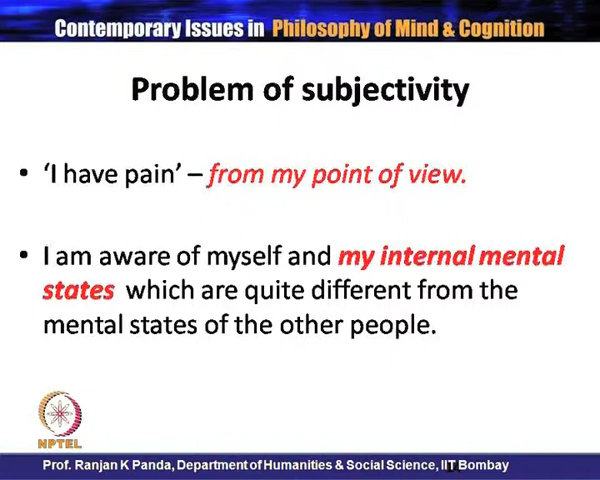 Contemporary Issues in Philosophy of Mind & Cognition
Problem of subjectivity
• ‘I have pain’ – from my point of view.
• I am aware of myself and my internal mental
states which are quite different from the
mental states of the other people.
NPTEL
Prof. Ranjan K Panda, Department of Humanities & Social Science, IIT Bombay